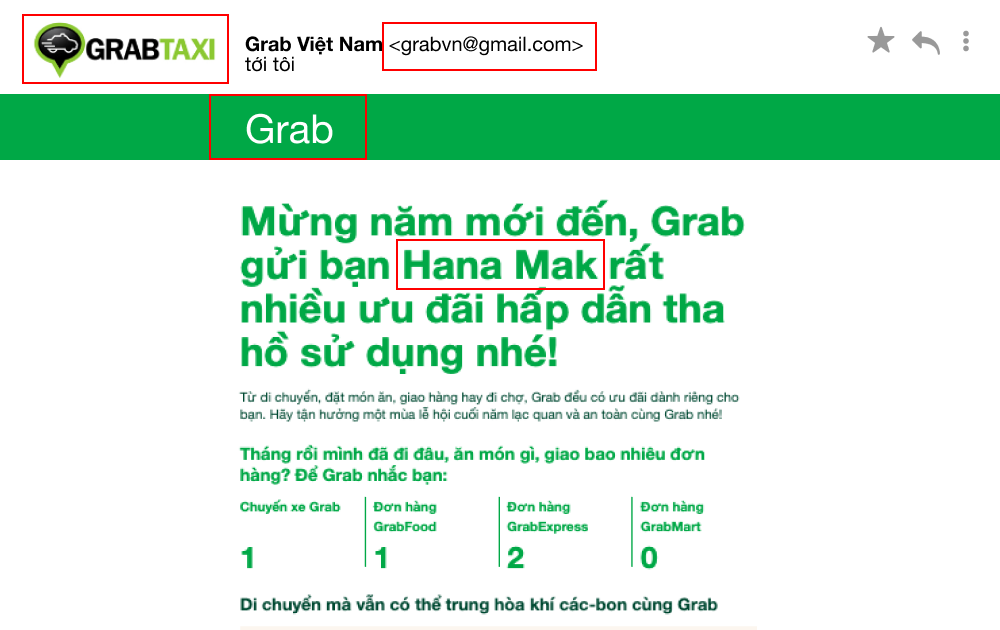 GRABTAXI
Grab Việt Nam <grabvn@gmail.com>
tới tôi
Grab
Mừng năm mới đến, Grab
gửi bạn Hana Mak rất
nhiều ưu đãi hấp dẫn tha
hồ sử dụng nhé!
Từ di chuyển, đặt món ăn, giao hàng hay đi chợ, Grab đều có ưu đãi dành riêng cho
bạn. Hãy tận hưởng một mùa lễ hội cuối năm lạc quan và an toàn cùng Grab nhé!
Tháng rồi mình đã đi đâu, ăn món gì, giao bao nhiêu đơn
hàng? Để Grab nhắc bạn:
Chuyến xe Grab
1
Đơn hàng
GrabFood
1
Đơn hàng
GrabExpress
2
Đơn hàng
GrabMart
0
Di chuyển mà vẫn có thể trung hòa khí các-bon cùng Grab